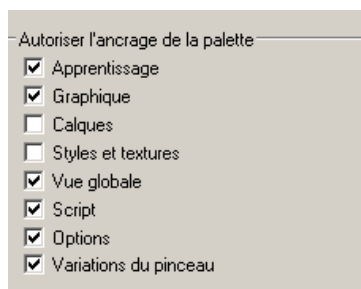 Autoriser l'ancrage de la palette
Apprentissage
Graphique
Calques
Styles et textures
Vue globale
Script
Options
Variations du pinceau